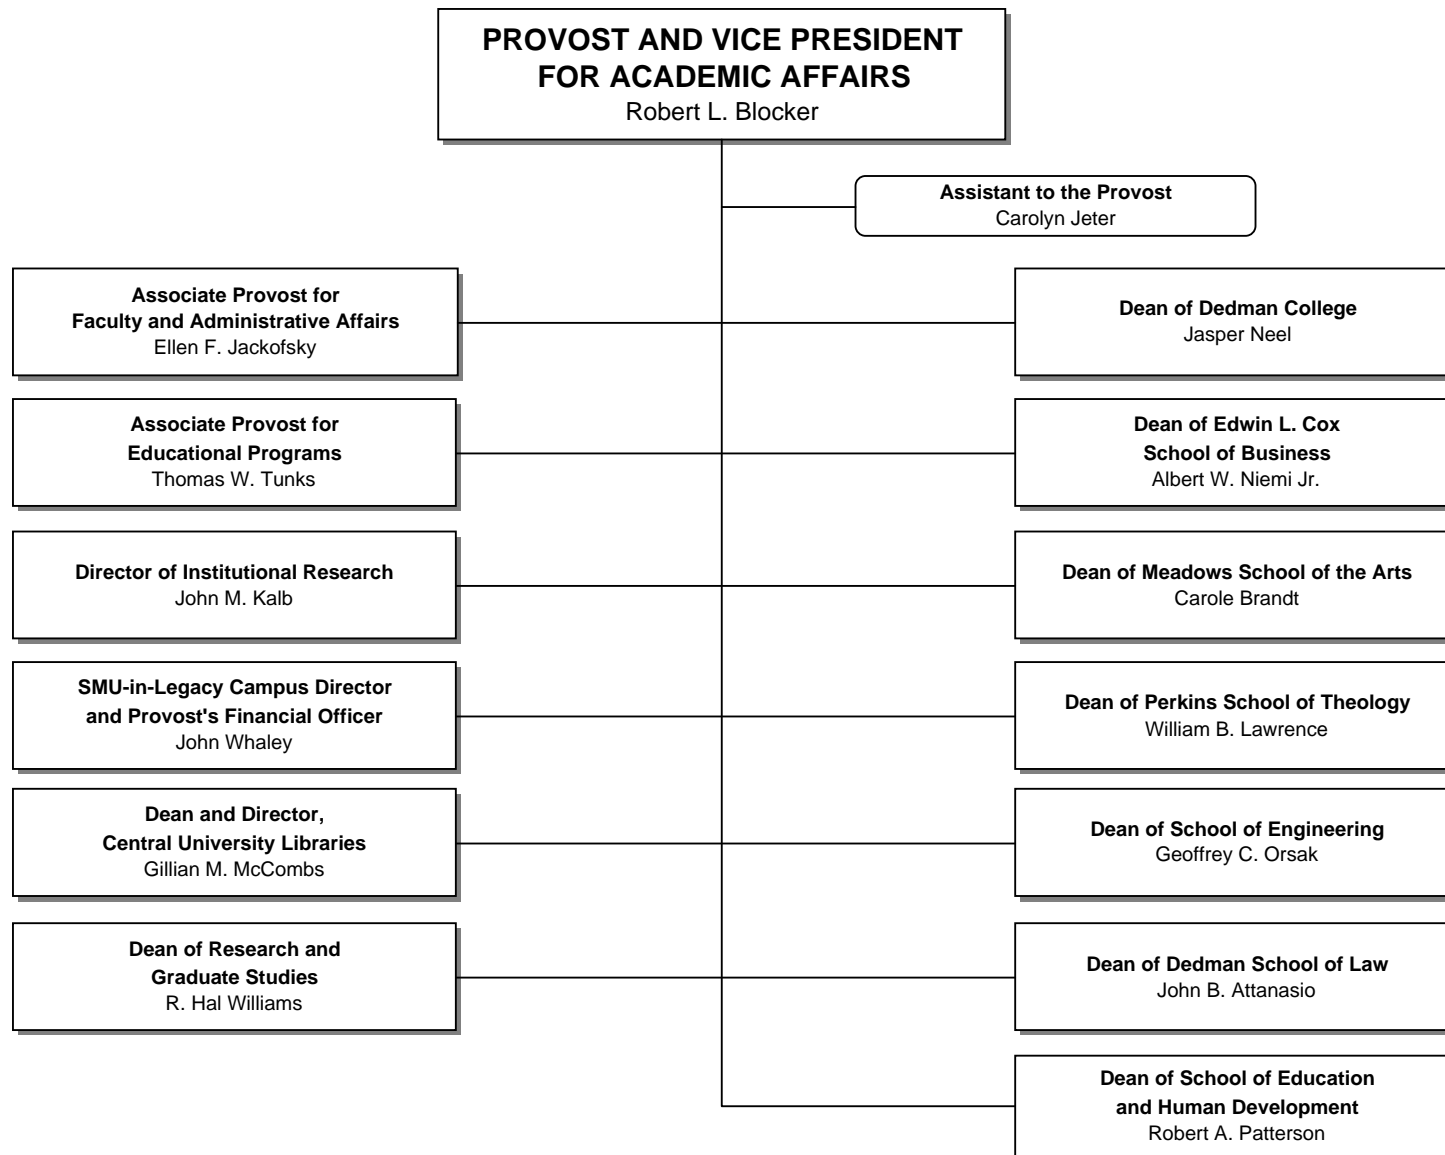 PROVOST AND VICE PRESIDENT
FOR ACADEMIC AFFAIRS
Robert L. Blocker
Assistant to the Provost
Carolyn Jeter
Associate Provost for
Faculty and Administrative Affairs
Ellen F. Jackofsky
Dean of Dedman College
Jasper Neel
Associate Provost for
Educational Programs
Thomas W. Tunks
Dean of Edwin L. Cox
School of Business
Albert W. Niemi Jr.
Director of Institutional Research
John M. Kalb
Dean of Meadows School of the Arts
Carole Brandt
SMU-in-Legacy Campus Director
and Provost's Financial Officer
John Whaley
Dean of Perkins School of Theology
William B. Lawrence
Dean and Director,
Central University Libraries
Gillian M. McCombs
Dean of School of Engineering
Geoffrey C. Orsak
Dean of Research and
Graduate Studies
R. Hal Williams
Dean of Dedman School of Law
John B. Attanasio
Dean of School of Education
and Human Development
Robert A. Patterson